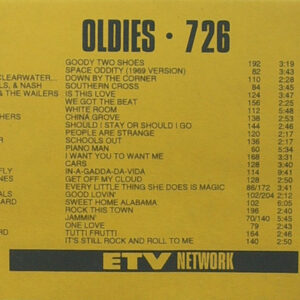 OLDIES · 726
GOODY TWO SHOES 192 3:19
SPACE ODDITY (1969 VERSION) 82 3:43
CLEARWATER... DOWN BY THE CORNER 110 2:44
LS, & NASH SOUTHERN CROSS 84 2:28
& THE WAILERS IS THIS LOVE 124 3:47
WE GOT THE BEAT 156 2:25
WHITE ROOM 112 5:48
THERS CHINA GROVE 138 2:53
SHOULD I STAY OR SHOULD I GO 144 2:46
PEOPLE ARE STRANGE 120 2:17
R SCHOOLS OUT 136 2:13
PIANO MAN 60 5:34
I WANT YOU TO WANT ME 168 3:31
CARS 128 3:40
FLY IN-A-GADDA-DA-VIDA 114 9:41
NES GET OFF MY CLOUD 128 2:50
EVERY LITTLE THING SHE DOES IS MAGIC 86/172 3:41
ALS GOOD LOVIN' 102/204 2:12
ARD SWEET HOME ALABAMA 102 6:05
ROCK THIS TOWN 196 2:40
JAMMIN' 70/140 5:45
ONE LOVE 79 2:43
RD TUTTI FRUTTI 164 2:46
IT'S STILL ROCK AND ROLL TO ME 140 2:50
ETV NETWORK